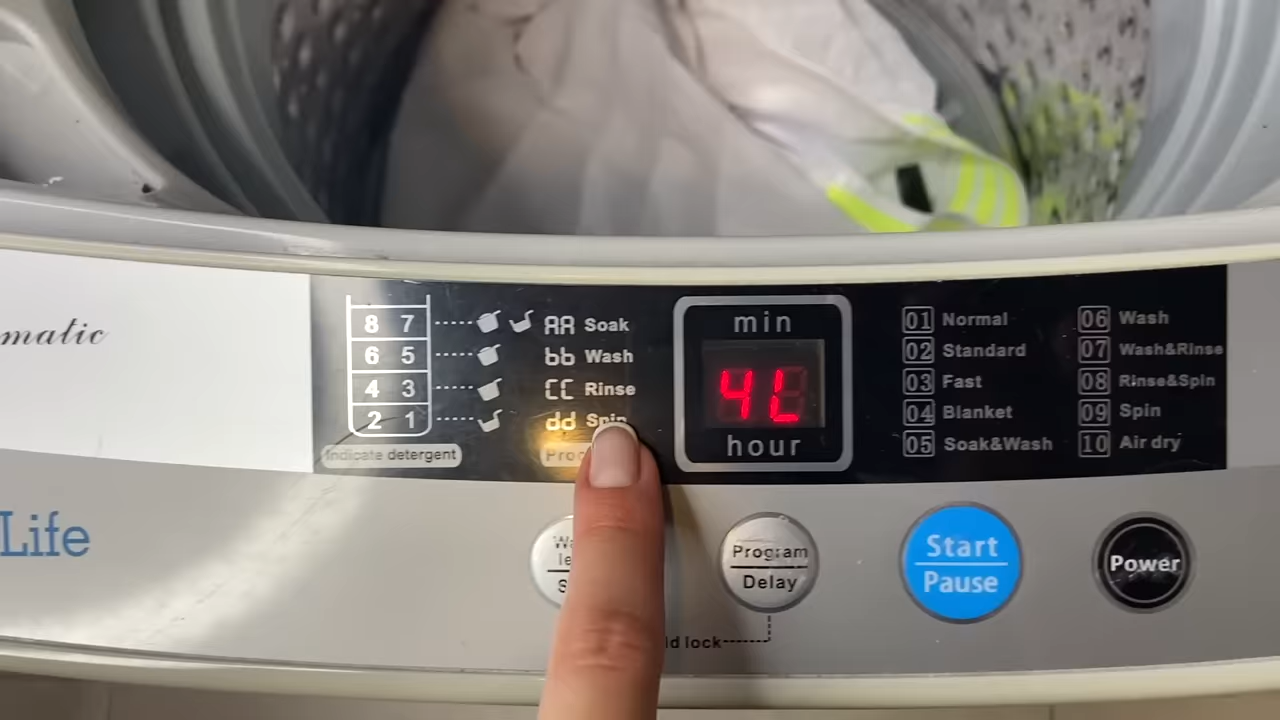 matic
Life
8 7
6 5
4 3
2 1
Indicate detergent
AA Soak
bb Wash
CC Rinse
dd Spin
min
4L
hour
01 Normal
02 Standard
03 Fast
04 Blanket
05 Soak&Wash
06 Wash
07 Wash&Rinse
08 Rinse&Spin
09 Spin
10 Air dry
Program
Delay
Start
Pause
Power
lock